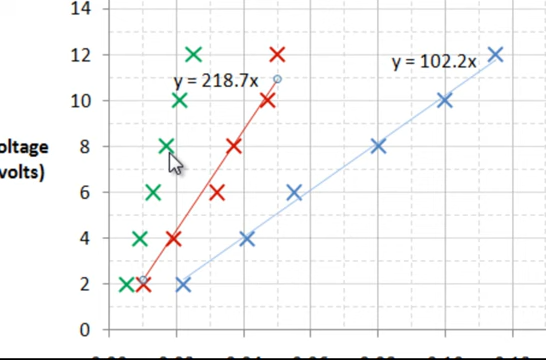 14
12
y = 102.2x
y = 218.7x
10
oltage
volts)
8
6
4
2
0